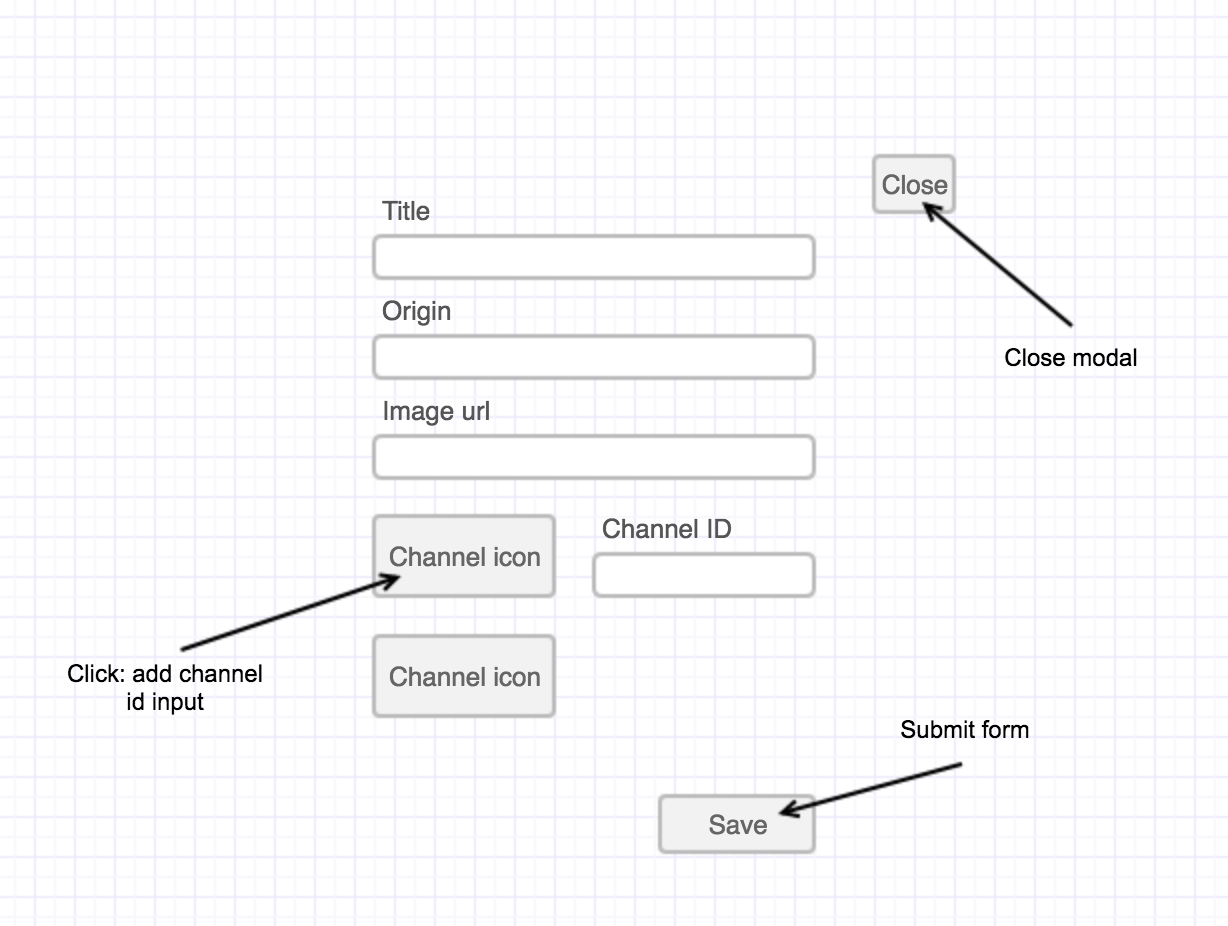 Close
Title
Origin
Close modal
Image url
Channel ID
Channel icon
Click: add channel
id input
Channel icon
Submit form
Save